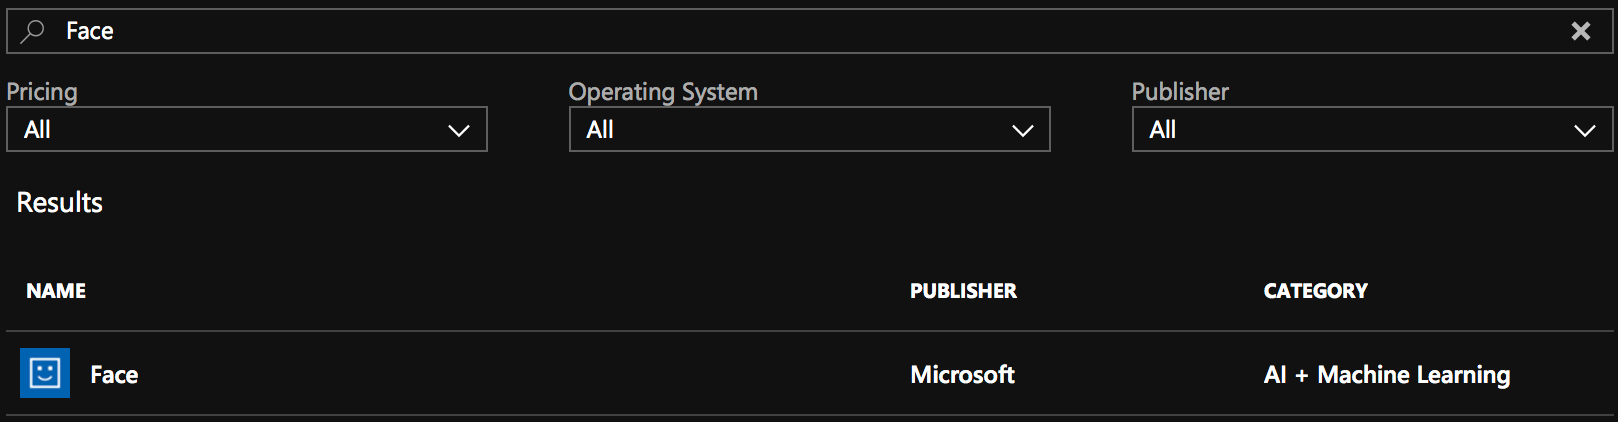 Face
Pricing Operating System Publisher
All All All
Results
NAME PUBLISHER CATEGORY
Face Microsoft AI + Machine Learning